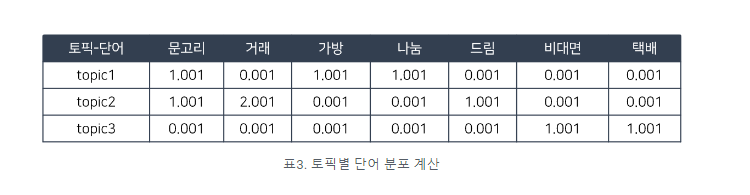 토픽-단어 문고리 거래 가방 나눔 드림 비대면 택배
topic1 1.001 0.001 1.001 1.001 0.001 0.001 0.001
topic2 1.001 2.001 0.001 0.001 1.001 0.001 0.001
topic3 0.001 0.001 0.001 0.001 0.001 1.001 1.001
표3. 토픽별 단어 분포 계산